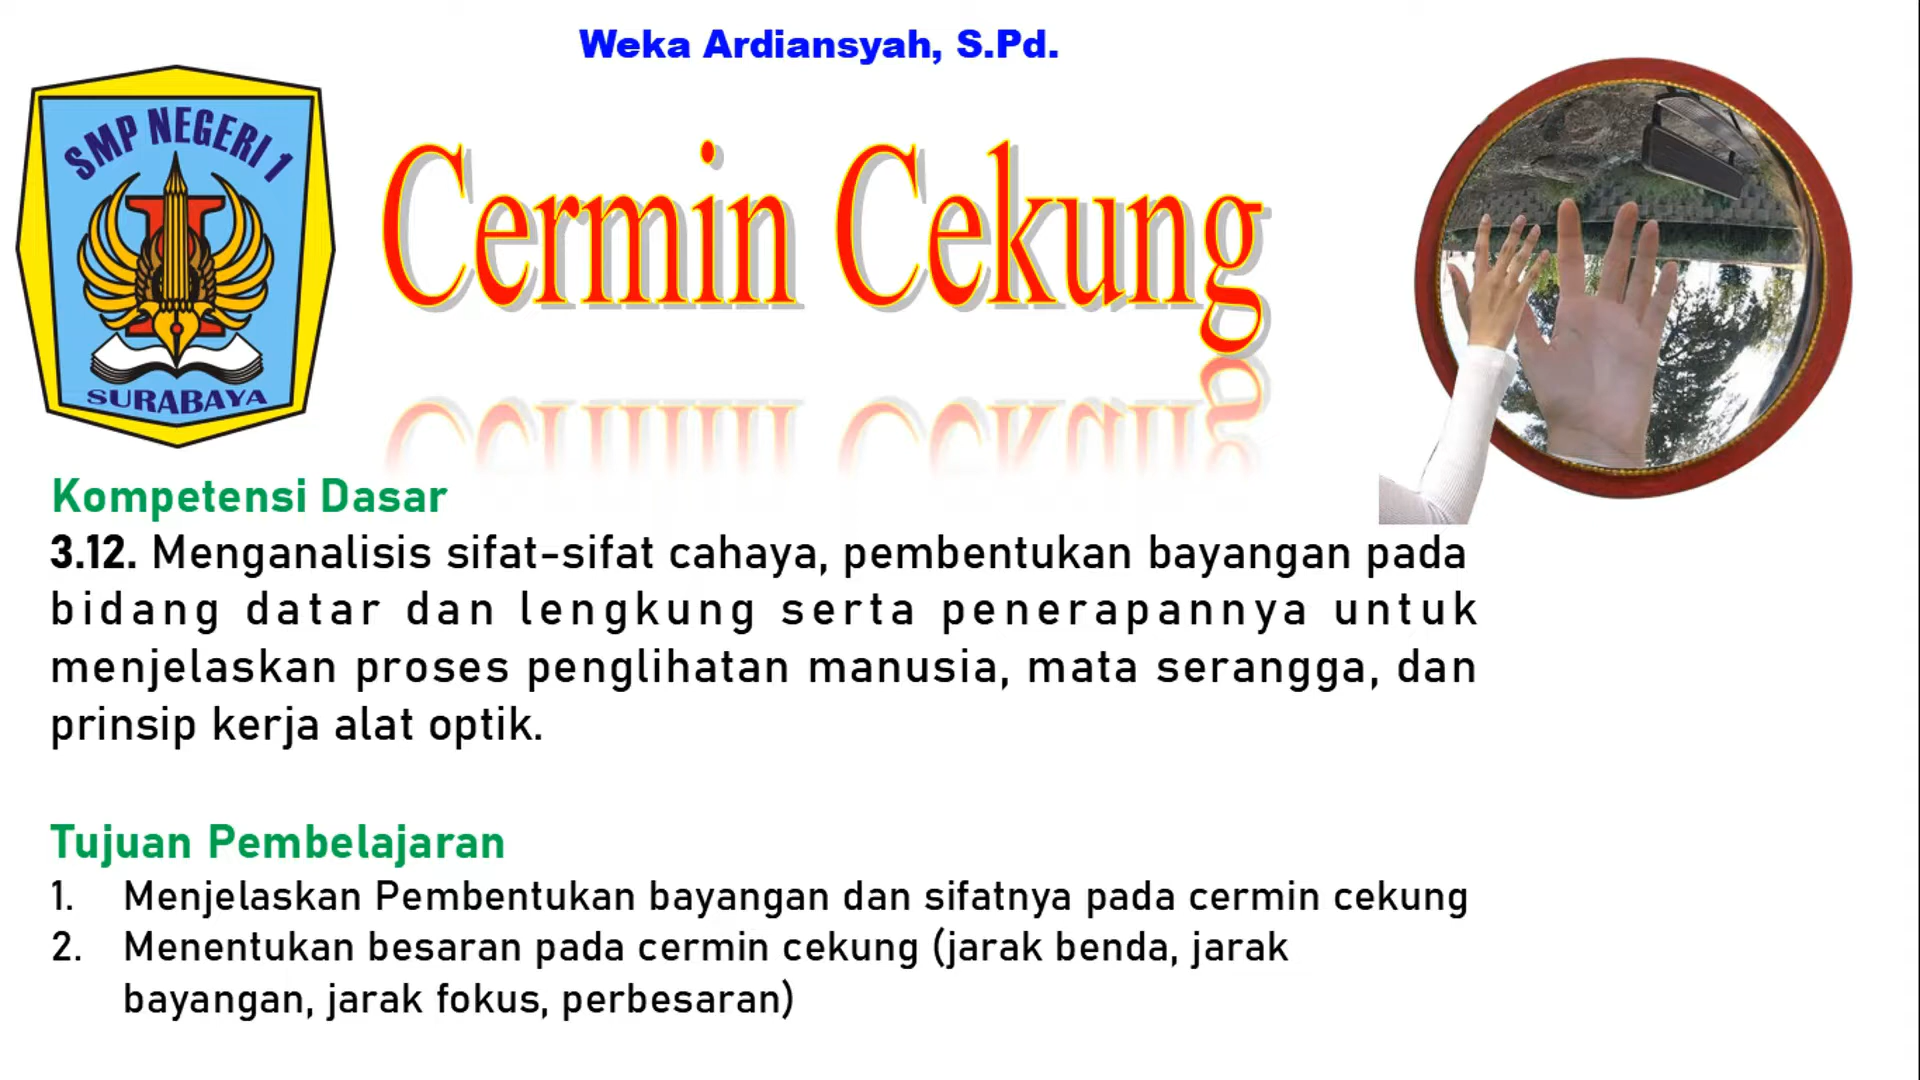 Weka Ardiansyah, S.Pd.
SMP NEGERI 1
SURABAYA
Cermin Cekung
Kompetensi Dasar
3.12. Menganalisis sifat-sifat cahaya, pembentukan bayangan pada
bidang datar dan lengkung serta penerapannya untuk
menjelaskan proses penglihatan manusia, mata serangga, dan
prinsip kerja alat optik.
Tujuan Pembelajaran
1. Menjelaskan Pembentukan bayangan dan sifatnya pada cermin cekung
2. Menentukan besaran pada cermin cekung (jarak benda, jarak
bayangan, jarak fokus, perbesaran)